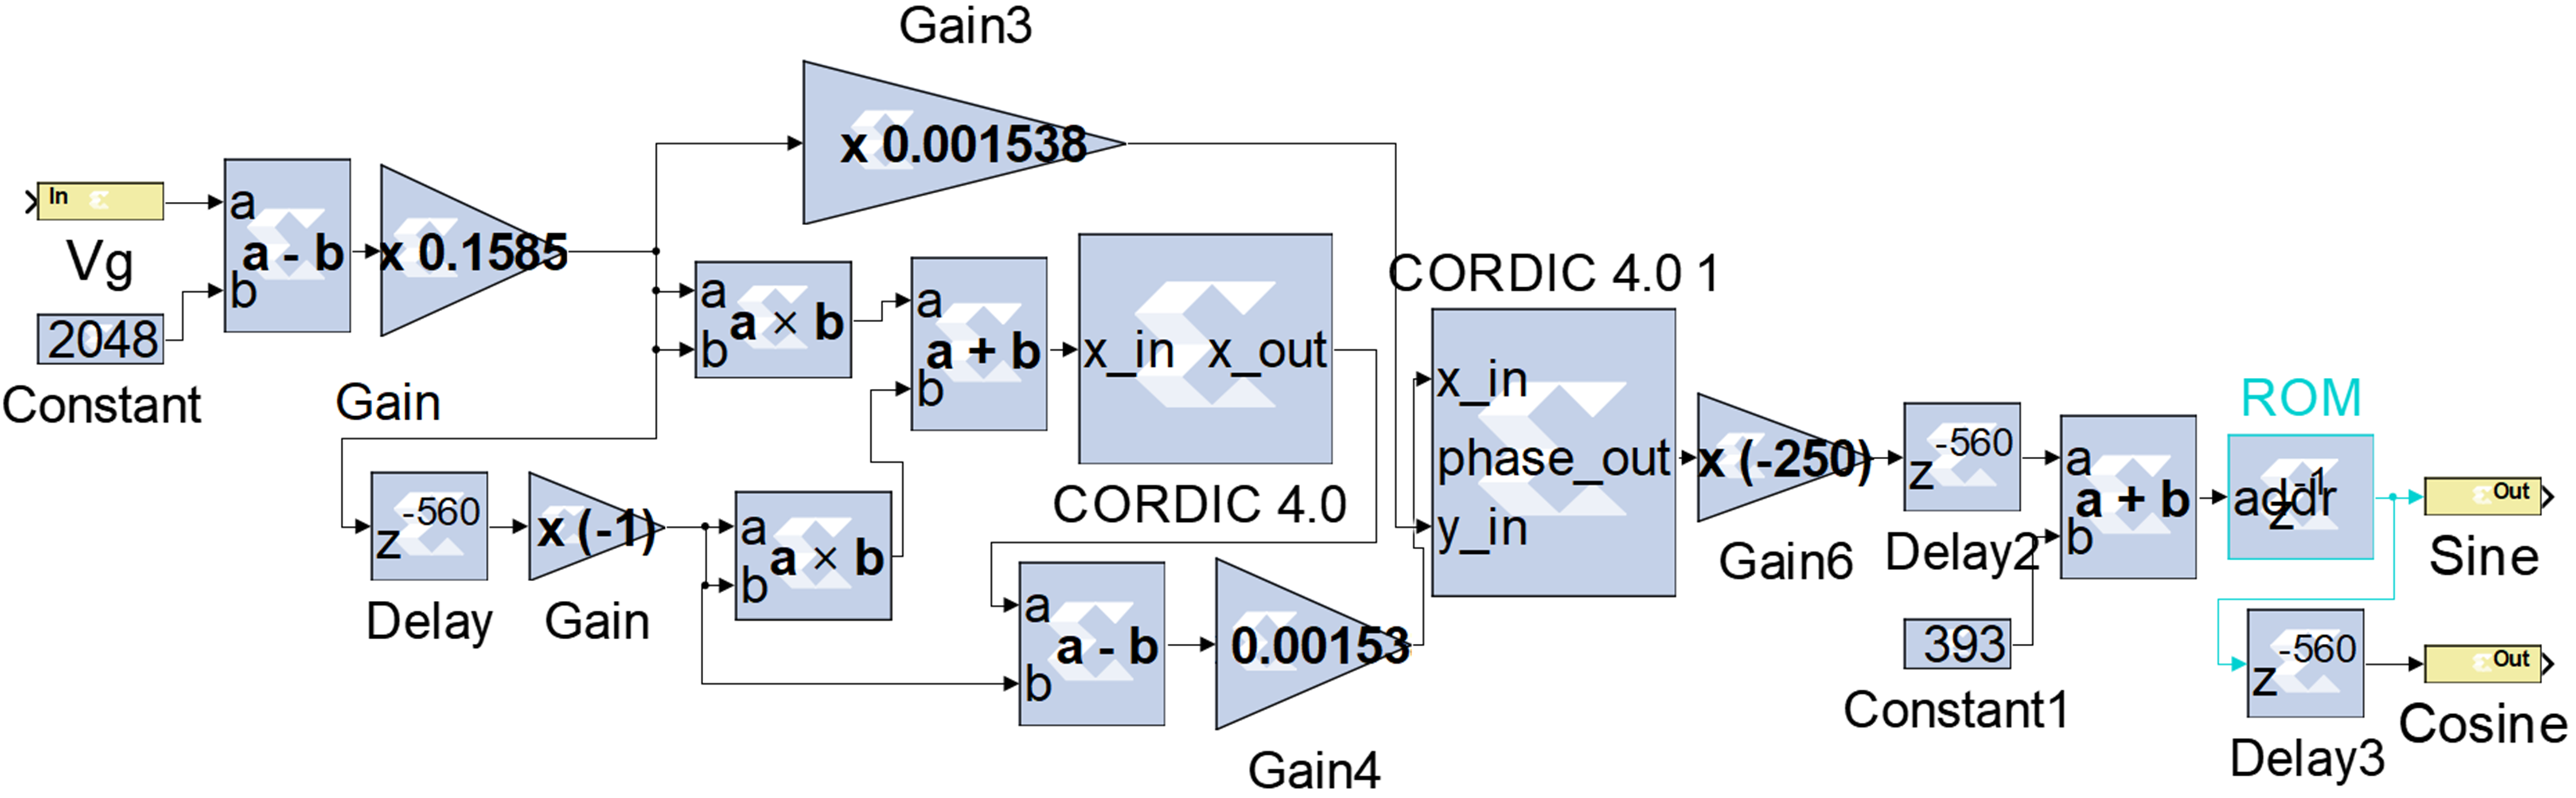 Gain3
x 0.001538
In
Vg
2048
Constant
a
b
a - b
x 0.1585
Gain
a
b
a × b
a
b
a + b
x_in
x_out
CORDIC 4.0
z
-560
Delay
x (-1)
Gain
a
b
a × b
a
b
a - b
0.00153
Gain4
CORDIC 4.0 1
x_in
phase_out
y_in
x (-250)
Gain6
z
-560
Delay2
393
Constant1
a
b
a + b
ROM
addr
z
-1
Out
Sine
z
-560
Delay3
Out
Cosine